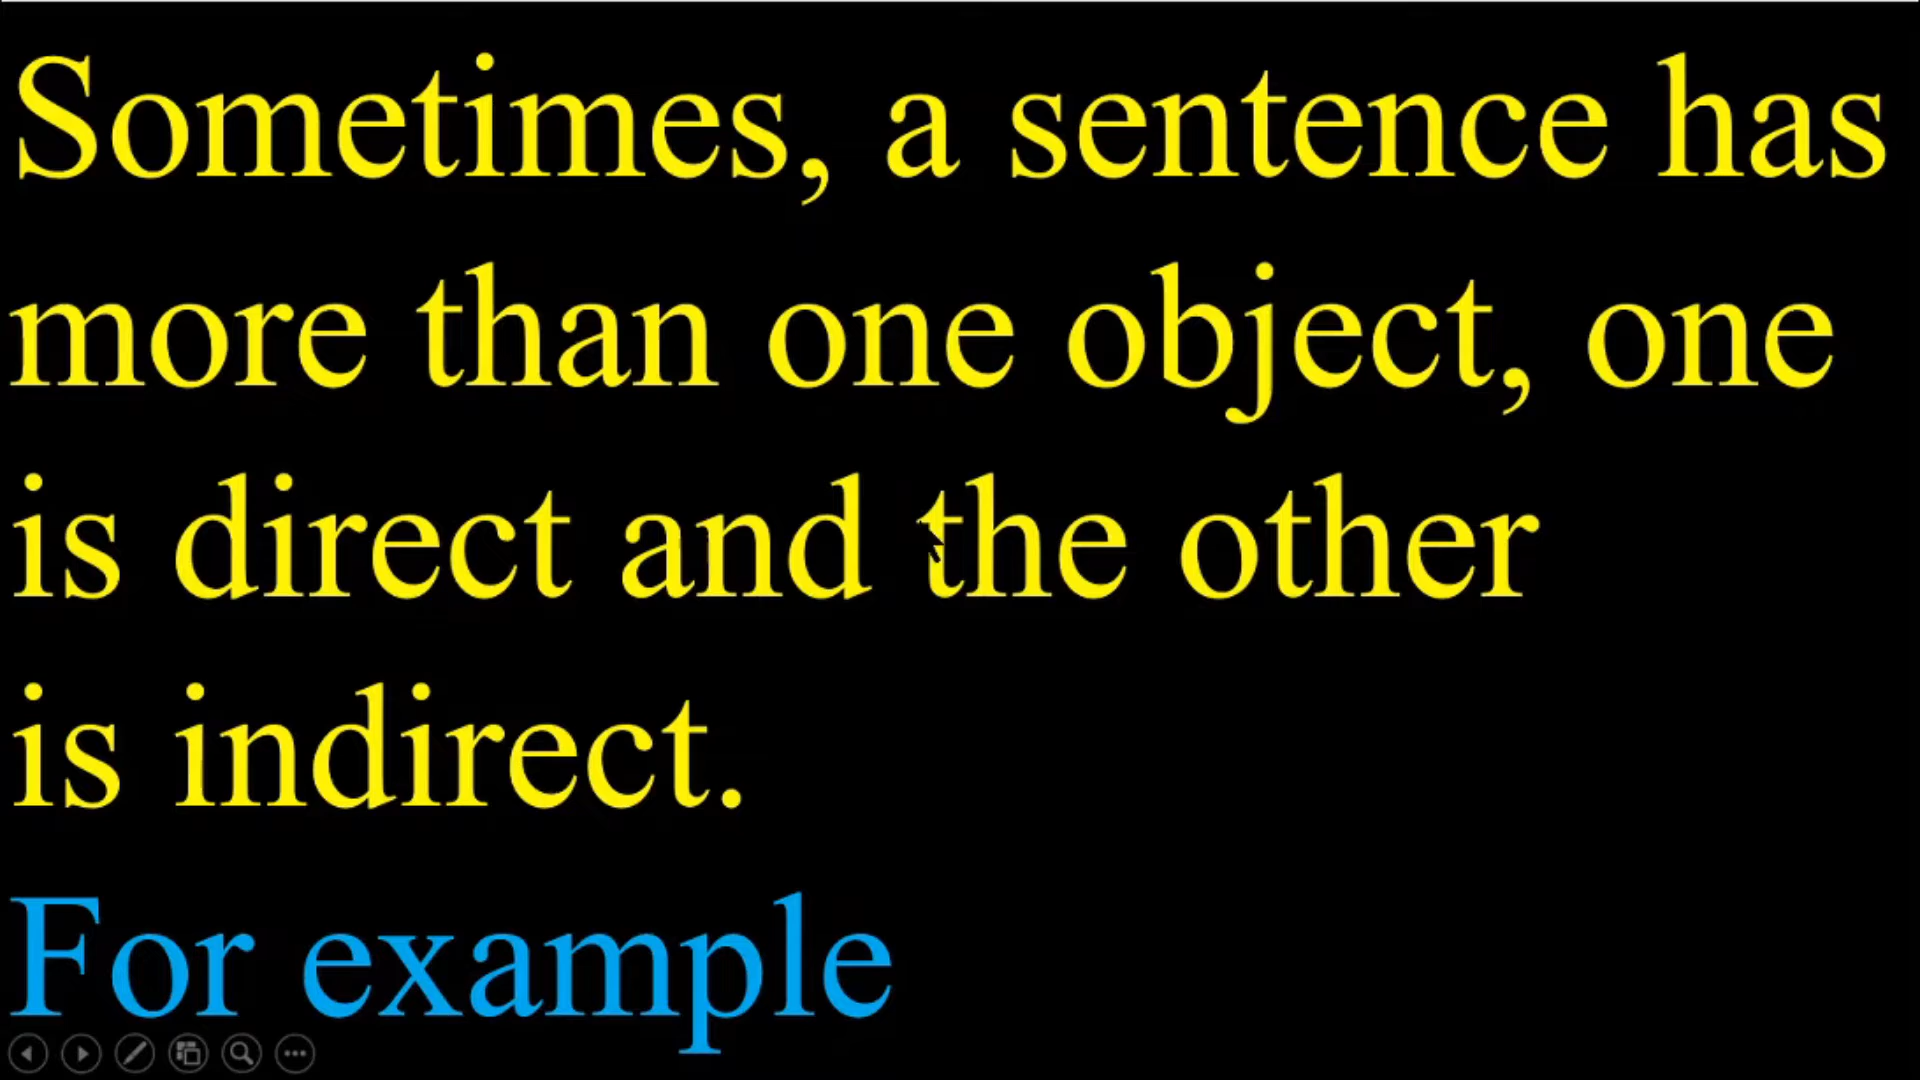 Sometimes, a sentence has
more than one object, one
is direct and the other
is indirect.
For example